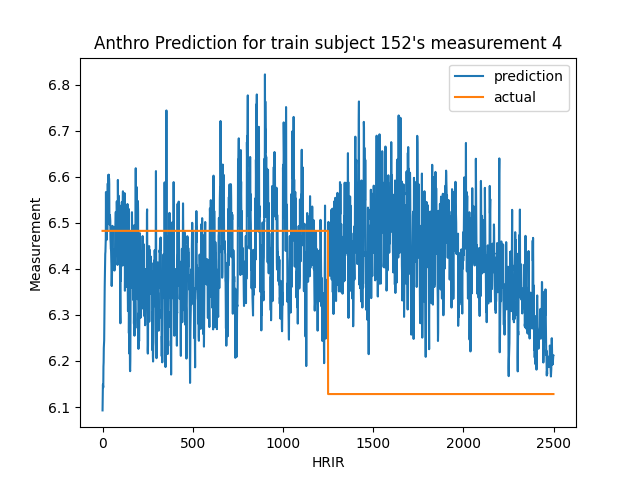 Anthro Prediction for train subject 152's measurement 4
prediction
actual
Measurement
6.8
6.7
6.6
6.5
6.4
6.3
6.2
6.1
0 500 1000 1500 2000 2500
HRIR